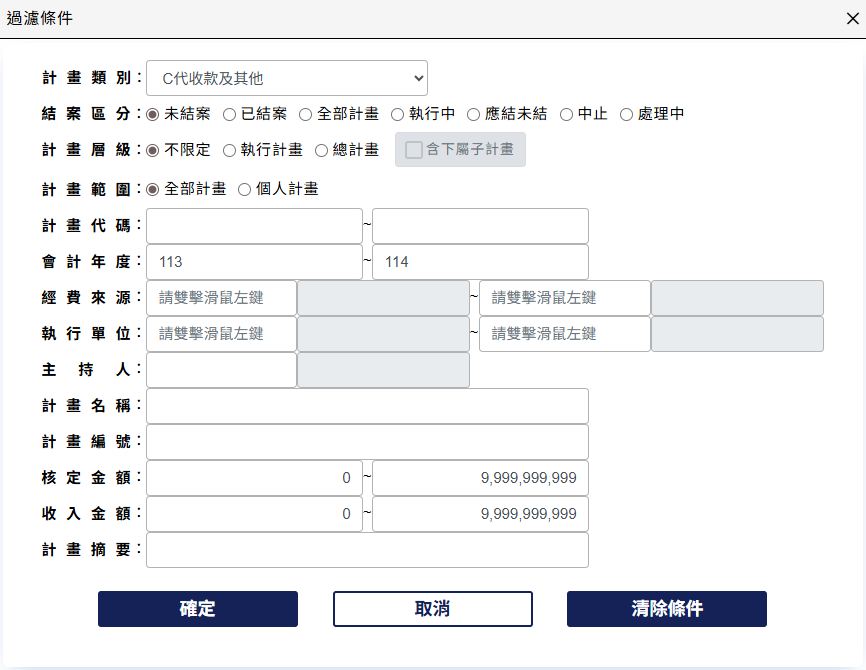 過濾條件
計畫類別：C代收款及其他
結案區分：未結案 已結案 全部計畫 執行中 應結未結 中止 處理中
計畫層級：不限定 執行計畫 總計畫 含下屬子計畫
計畫範圍：全部計畫 個人計畫
計畫代碼：~
會計年度：113~114
經費來源：請雙擊滑鼠左鍵~請雙擊滑鼠左鍵
執行單位：請雙擊滑鼠左鍵~請雙擊滑鼠左鍵
主持人：
計畫名稱：
計畫編號：
核定金額：0~9,999,999,999
收入金額：0~9,999,999,999
計畫摘要：
確定 取消 清除條件